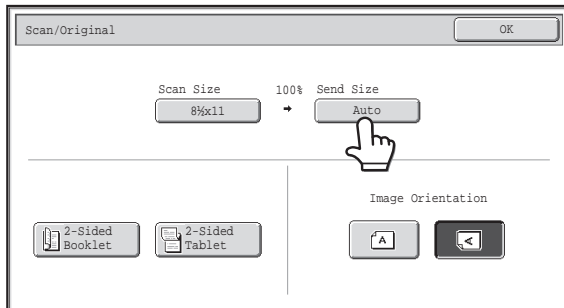 Scan/Original
OK
Scan Size
100%
Send Size
8½x11
Auto
Image Orientation
2-Sided
Booklet
2-Sided
Tablet
A
A